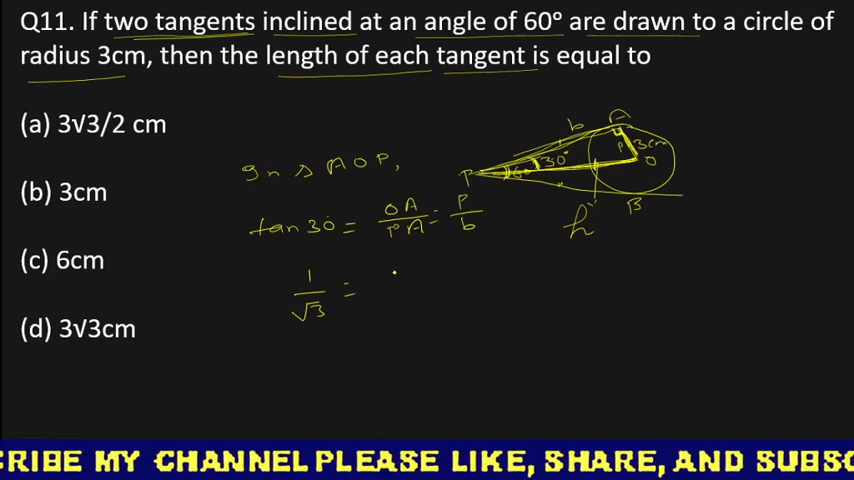 Q11. If two tangents inclined at an angle of 60° are drawn to a circle of
radius 3cm, then the length of each tangent is equal to
(a) 3√3/2 cm
(b) 3cm
(c) 6cm
(d) 3√3cm
In △ AOP,
tan 30° = OA/PA = P/b
1/√3 =
b
A
P
60°
30°
P
3cm
O
B
h
CRIBE MY CHANNEL PLEASE LIKE, SHARE, AND SUBSC